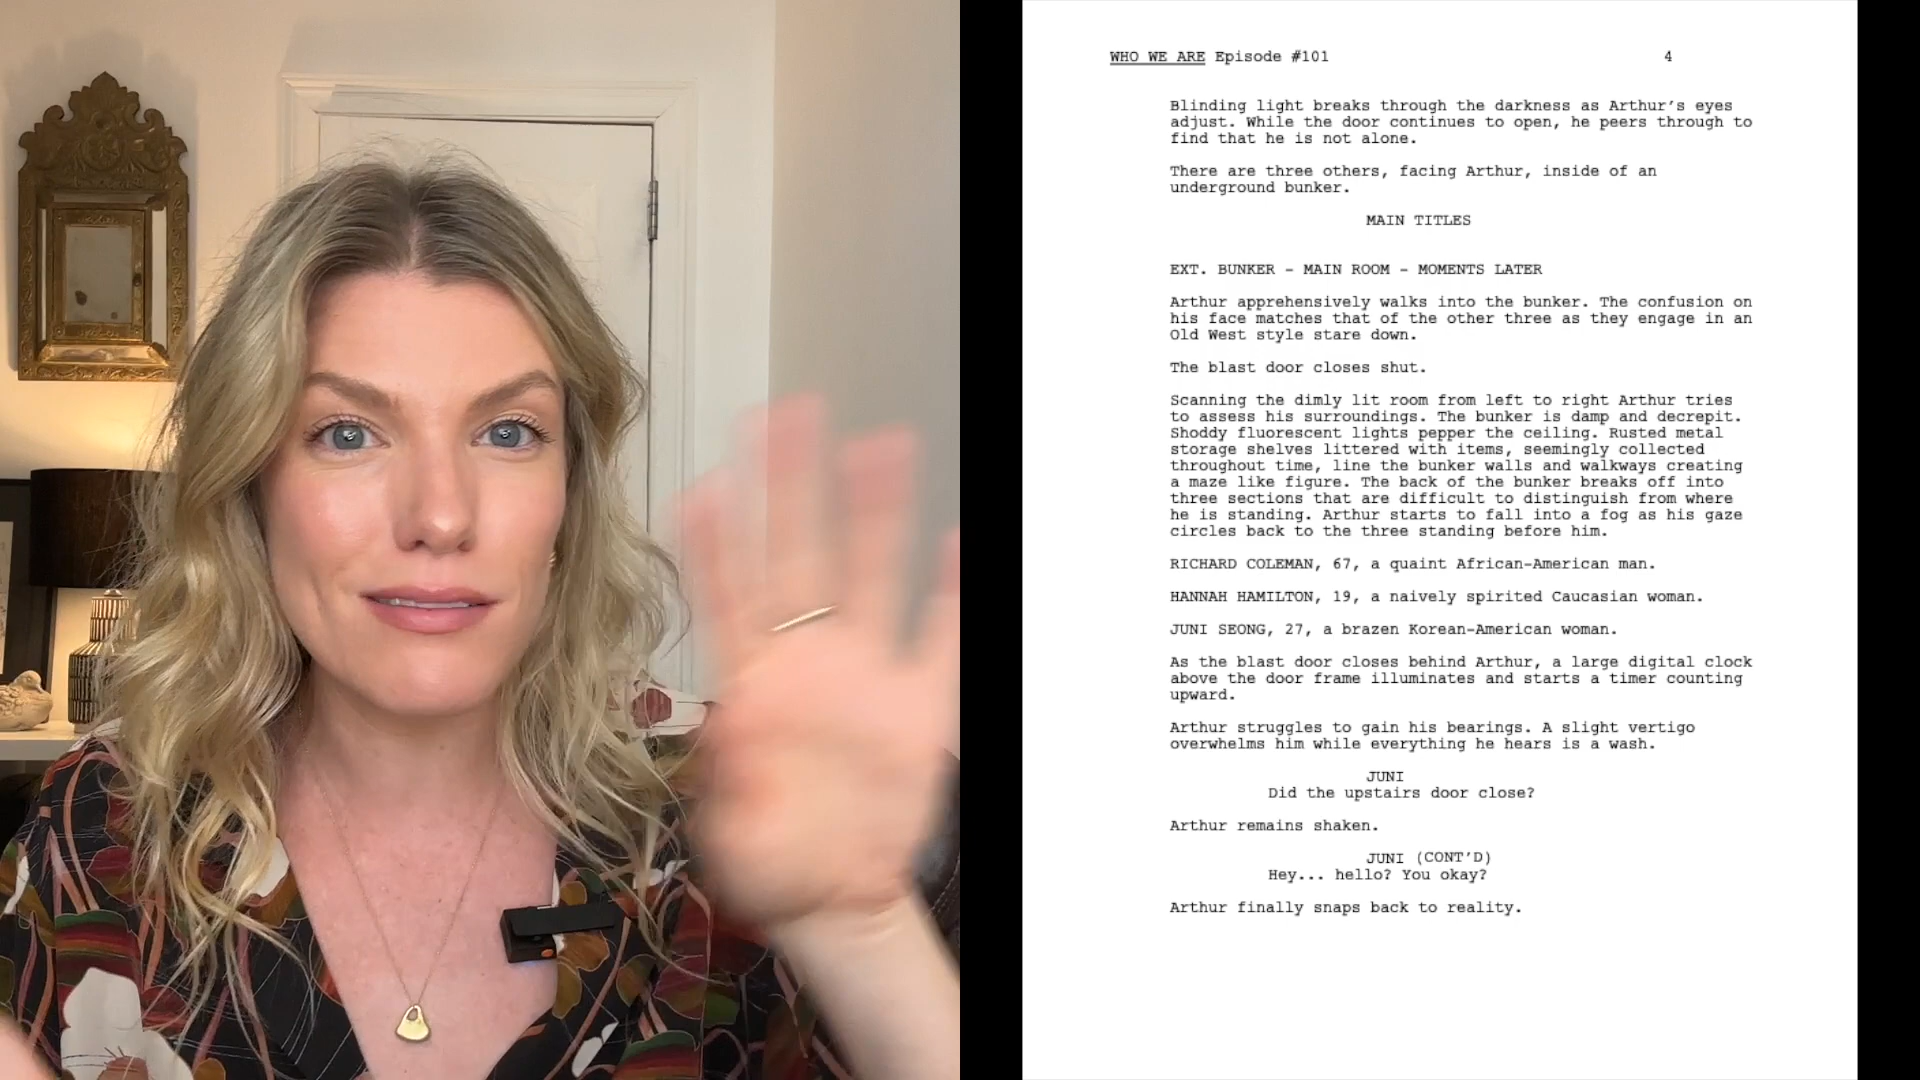 WHO WE ARE Episode #101 4
Blinding light breaks through the darkness as Arthur's eyes
adjust. While the door continues to open, he peers through to
find that he is not alone.
There are three others, facing Arthur, inside of an
underground bunker.
MAIN TITLES
EXT. BUNKER – MAIN ROOM – MOMENTS LATER
Arthur apprehensively walks into the bunker. The confusion on
his face matches that of the other three as they engage in an
Old West style stare down.
The blast door closes shut.
Scanning the dimly lit room from left to right Arthur tries
to assess his surroundings. The bunker is damp and decrepit.
Shoddy fluorescent lights pepper the ceiling. Rusted metal
storage shelves littered with items, seemingly collected
throughout time, line the bunker walls and walkways creating
a maze like figure. The back of the bunker breaks off into
three sections that are difficult to distinguish from where
he is standing. Arthur starts to fall into a fog as his gaze
circles back to the three standing before him.
RICHARD COLEMAN, 67, a quaint African-American man.
HANNAH HAMILTON, 19, a naively spirited Caucasian woman.
JUNI SEONG, 27, a brazen Korean-American woman.
As the blast door closes behind Arthur, a large digital clock
above the door frame illuminates and starts a timer counting
upward.
Arthur struggles to gain his bearings. A slight vertigo
overwhelms him while everything he hears is a wash.
JUNI
Did the upstairs door close?
Arthur remains shaken.
JUNI (CONT'D)
Hey... hello? You okay?
Arthur finally snaps back to reality.